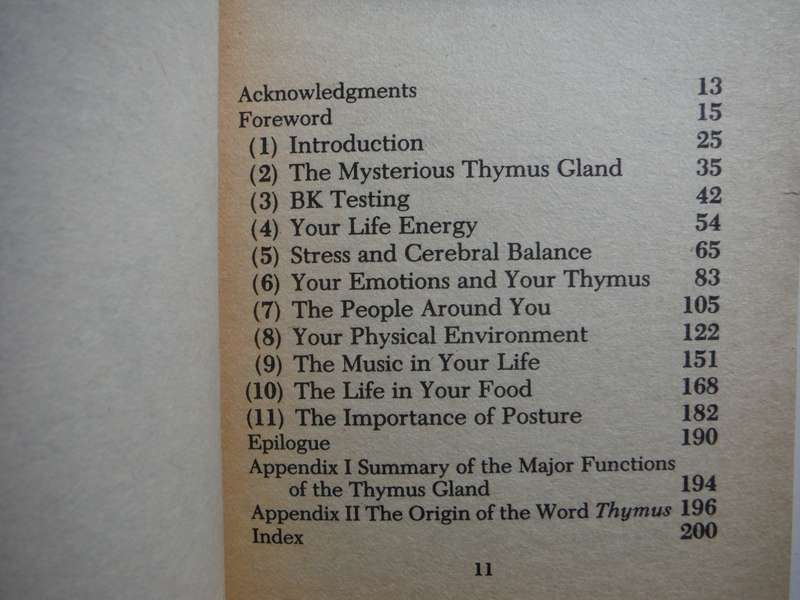 Acknowledgments 13
Foreword 15
(1) Introduction 25
(2) The Mysterious Thymus Gland 35
(3) BK Testing 42
(4) Your Life Energy 54
(5) Stress and Cerebral Balance 65
(6) Your Emotions and Your Thymus 83
(7) The People Around You 105
(8) Your Physical Environment 122
(9) The Music in Your Life 151
(10) The Life in Your Food 168
(11) The Importance of Posture 182
Epilogue 190
Appendix I Summary of the Major Functions
of the Thymus Gland 194
Appendix II The Origin of the Word Thymus 196
Index 200
11